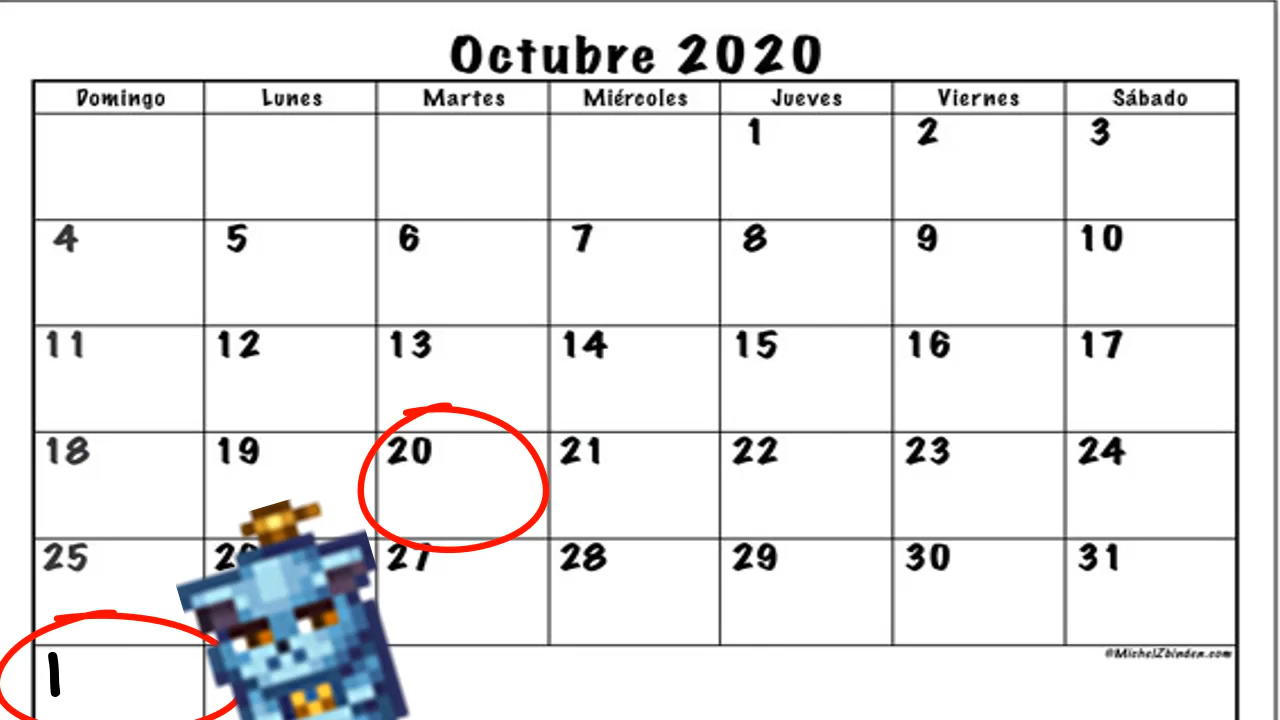 Octubre 2020
Domingo Lunes Martes Miércoles Jueves Viernes Sábado
1 2 3
4 5 6 7 8 9 10
11 12 13 14 15 16 17
18 19 20 21 22 23 24
25 26 27 28 29 30 31
1
©MichelZbinden.com